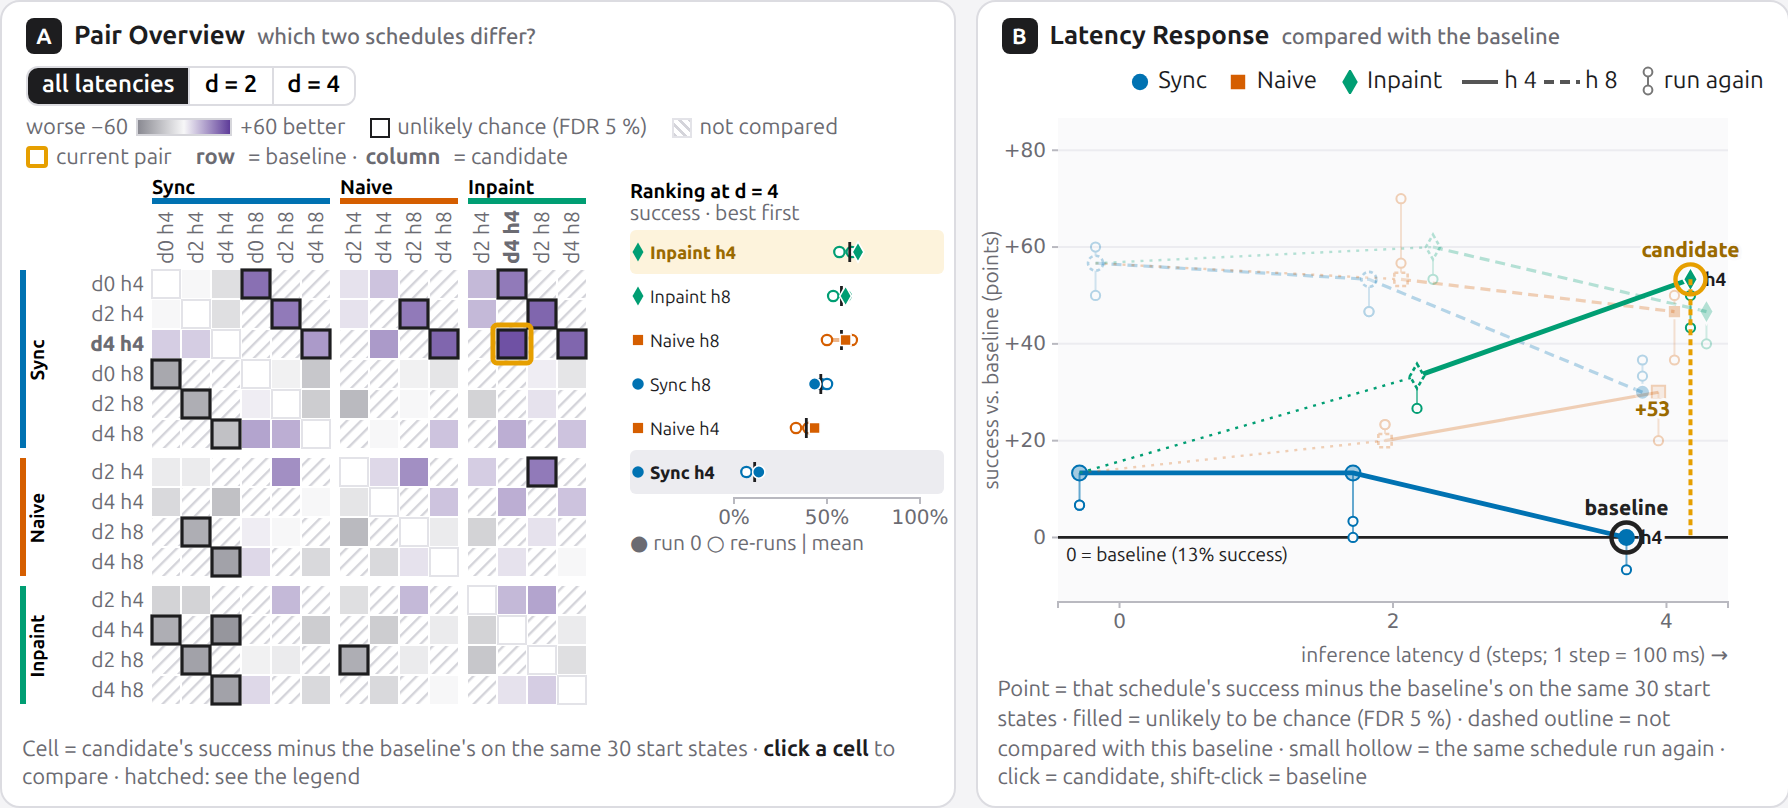 A Pair Overview which two schedules differ?
all latencies d = 2 d = 4
worse −60 +60 better unlikely chance (FDR 5 %) not compared
current pair row = baseline · column = candidate
Sync Naive Inpaint
d0 h4 d2 h4 d4 h4 d0 h8 d2 h8 d4 h8 d2 h4 d4 h4 d2 h8 d4 h8 d2 h4 d4 h4 d2 h8 d4 h8
Sync
d0 h4
d2 h4
d4 h4
d0 h8
d2 h8
d4 h8
Naive
d2 h4
d4 h4
d2 h8
d4 h8
Inpaint
d2 h4
d4 h4
d2 h8
d4 h8
Ranking at d = 4
success · best first
Inpaint h4
Inpaint h8
Naive h8
Sync h8
Naive h4
Sync h4
0% 50% 100%
run 0 re-runs | mean
Cell = candidate's success minus the baseline's on the same 30 start states · click a cell to
compare · hatched: see the legend
B Latency Response compared with the baseline
Sync Naive Inpaint h 4 h 8 run again
success vs. baseline (points)
+80
+60
+40
+20
0
candidate
h4
+53
baseline
h4
0 = baseline (13% success)
0 2 4
inference latency d (steps; 1 step = 100 ms) →
Point = that schedule's success minus the baseline's on the same 30 start
states · filled = unlikely to be chance (FDR 5 %) · dashed outline = not
compared with this baseline · small hollow = the same schedule run again ·
click = candidate, shift-click = baseline